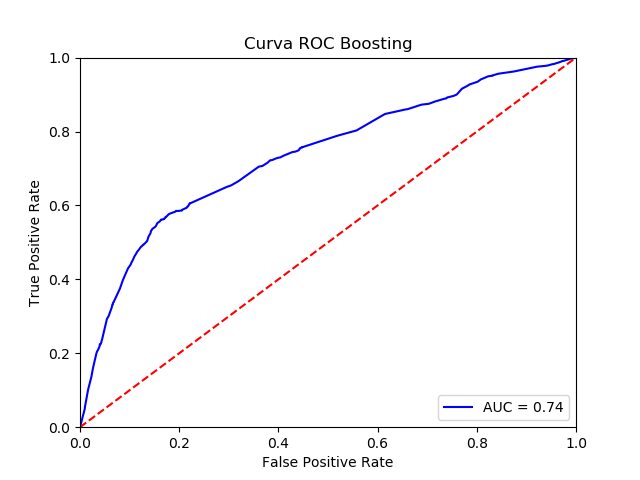 Curva ROC Boosting
True Positive Rate
1.0
0.8
0.6
0.4
0.2
0.0
AUC = 0.74
0.0 0.2 0.4 0.6 0.8 1.0
False Positive Rate